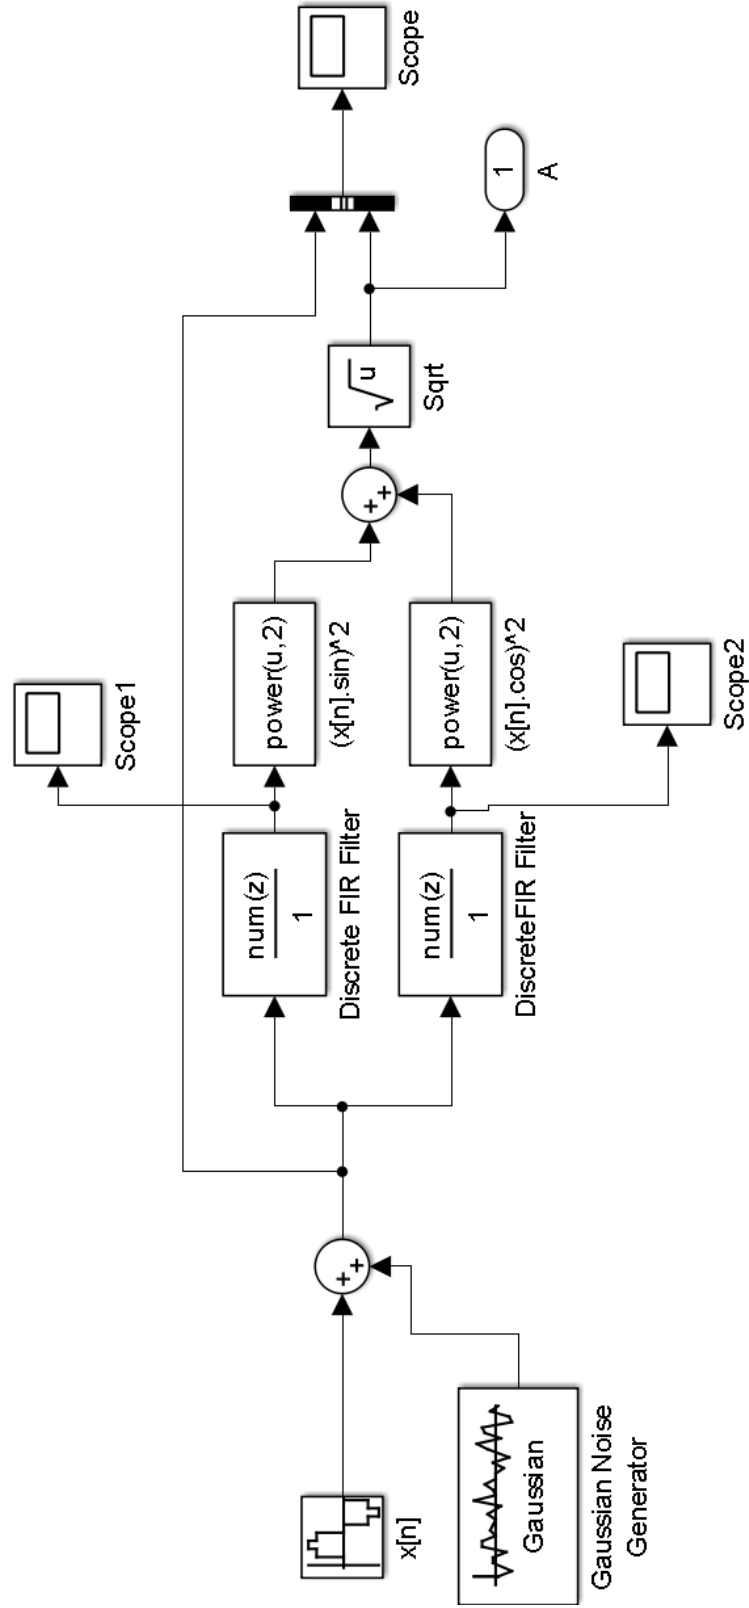 x[n]
Gaussian
Gaussian Noise
Generator
+
+
num(z)
1
Discrete FIR Filter
num(z)
1
DiscreteFIR Filter
Scope1
power(u,2)
(x[n].sin)^2
power(u,2)
(x[n].cos)^2
Scope2
+
+
√u
Sqrt
1
A
Scope